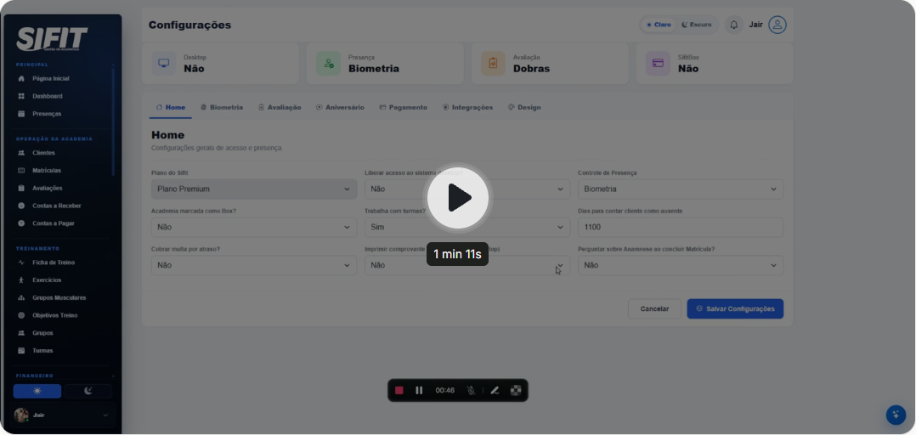 SIFIT
Configurações
Claro
Escuro
Jair
Desktop
Não
Presença
Biometria
Avaliação
Dobras
Não
PRINCIPAL
Página Inicial
Dashboard
Presenças
OPERAÇÃO DA ACADEMIA
Clientes
Matrículas
Avaliações
Contas a Receber
Contas a Pagar
TREINAMENTO
Ficha de Treino
Exercícios
Grupos Musculares
Objetivos Treino
Grupos
Turmas
FINANCEIRO
Jair
Home
Biometria
Avaliação
Aniversário
Pagamento
Integrações
Design
Home
Configurações gerais de acesso e presença.
Plano do Sifit
Liberar acesso ao sistema
Controle de Presença
Plano Premium
Não
Biometria
Academia marcada como Box?
Trabalha com turmas?
Dias para contar cliente como ausente
Não
Sim
1100
Cobrar multa por atraso?
Imprimir comprovante
Perguntar sobre Anamnese ao concluir Matrícula?
Não
Não
Não
1 min 11s
Cancelar
Salvar Configurações
00:46